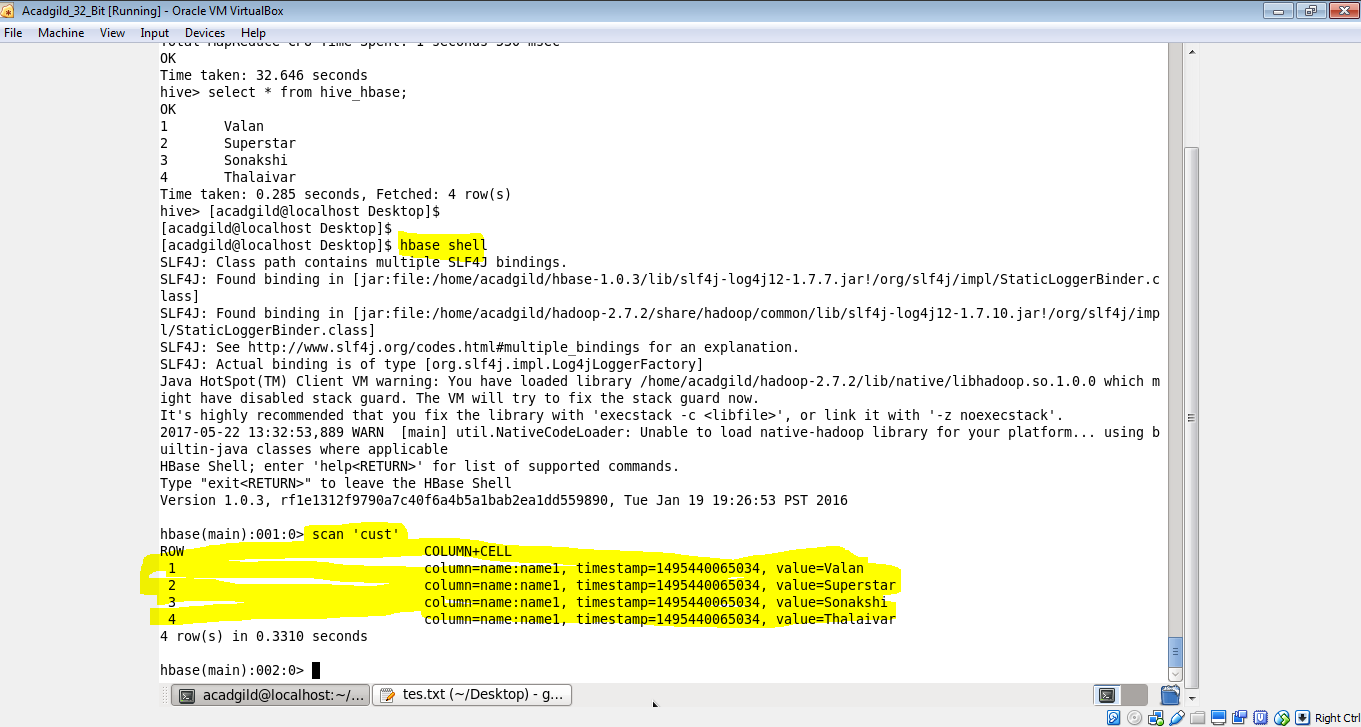 Acadgild_32_Bit [Running] - Oracle VM VirtualBox
File Machine View Input Devices Help
Total MapReduce CPU Time Spent: 1 seconds 530 msec
OK
Time taken: 32.646 seconds
hive> select * from hive_hbase;
OK
1 Valan
2 Superstar
3 Sonakshi
4 Thalaivar
Time taken: 0.285 seconds, Fetched: 4 row(s)
hive> [acadgild@localhost Desktop]$
[acadgild@localhost Desktop]$
[acadgild@localhost Desktop]$ hbase shell
SLF4J: Class path contains multiple SLF4J bindings.
SLF4J: Found binding in [jar:file:/home/acadgild/hbase-1.0.3/lib/slf4j-log4j12-1.7.7.jar!/org/slf4j/impl/StaticLoggerBinder.c
lass]
SLF4J: Found binding in [jar:file:/home/acadgild/hadoop-2.7.2/share/hadoop/common/lib/slf4j-log4j12-1.7.10.jar!/org/slf4j/imp
l/StaticLoggerBinder.class]
SLF4J: See http://www.slf4j.org/codes.html#multiple_bindings for an explanation.
SLF4J: Actual binding is of type [org.slf4j.impl.Log4jLoggerFactory]
Java HotSpot(TM) Client VM warning: You have loaded library /home/acadgild/hadoop-2.7.2/lib/native/libhadoop.so.1.0.0 which m
ight have disabled stack guard. The VM will try to fix the stack guard now.
It's highly recommended that you fix the library with 'execstack -c <libfile>', or link it with '-z noexecstack'.
2017-05-22 13:32:53,889 WARN  [main] util.NativeCodeLoader: Unable to load native-hadoop library for your platform... using b
uiltin-java classes where applicable
HBase Shell; enter 'help<RETURN>' for list of supported commands.
Type "exit<RETURN>" to leave the HBase Shell
Version 1.0.3, rf1e1312f9790a7c40f6a4b5a1bab2ea1dd559890, Tue Jan 19 19:26:53 PST 2016
hbase(main):001:0> scan 'cust'
ROW COLUMN+CELL
1 column=name:name1, timestamp=1495440065034, value=Valan
2 column=name:name1, timestamp=1495440065034, value=Superstar
3 column=name:name1, timestamp=1495440065034, value=Sonakshi
4 column=name:name1, timestamp=1495440065034, value=Thalaivar
4 row(s) in 0.3310 seconds
hbase(main):002:0>
acadgild@localhost:~/... tes.txt (~/Desktop) - g...
Right Ctrl